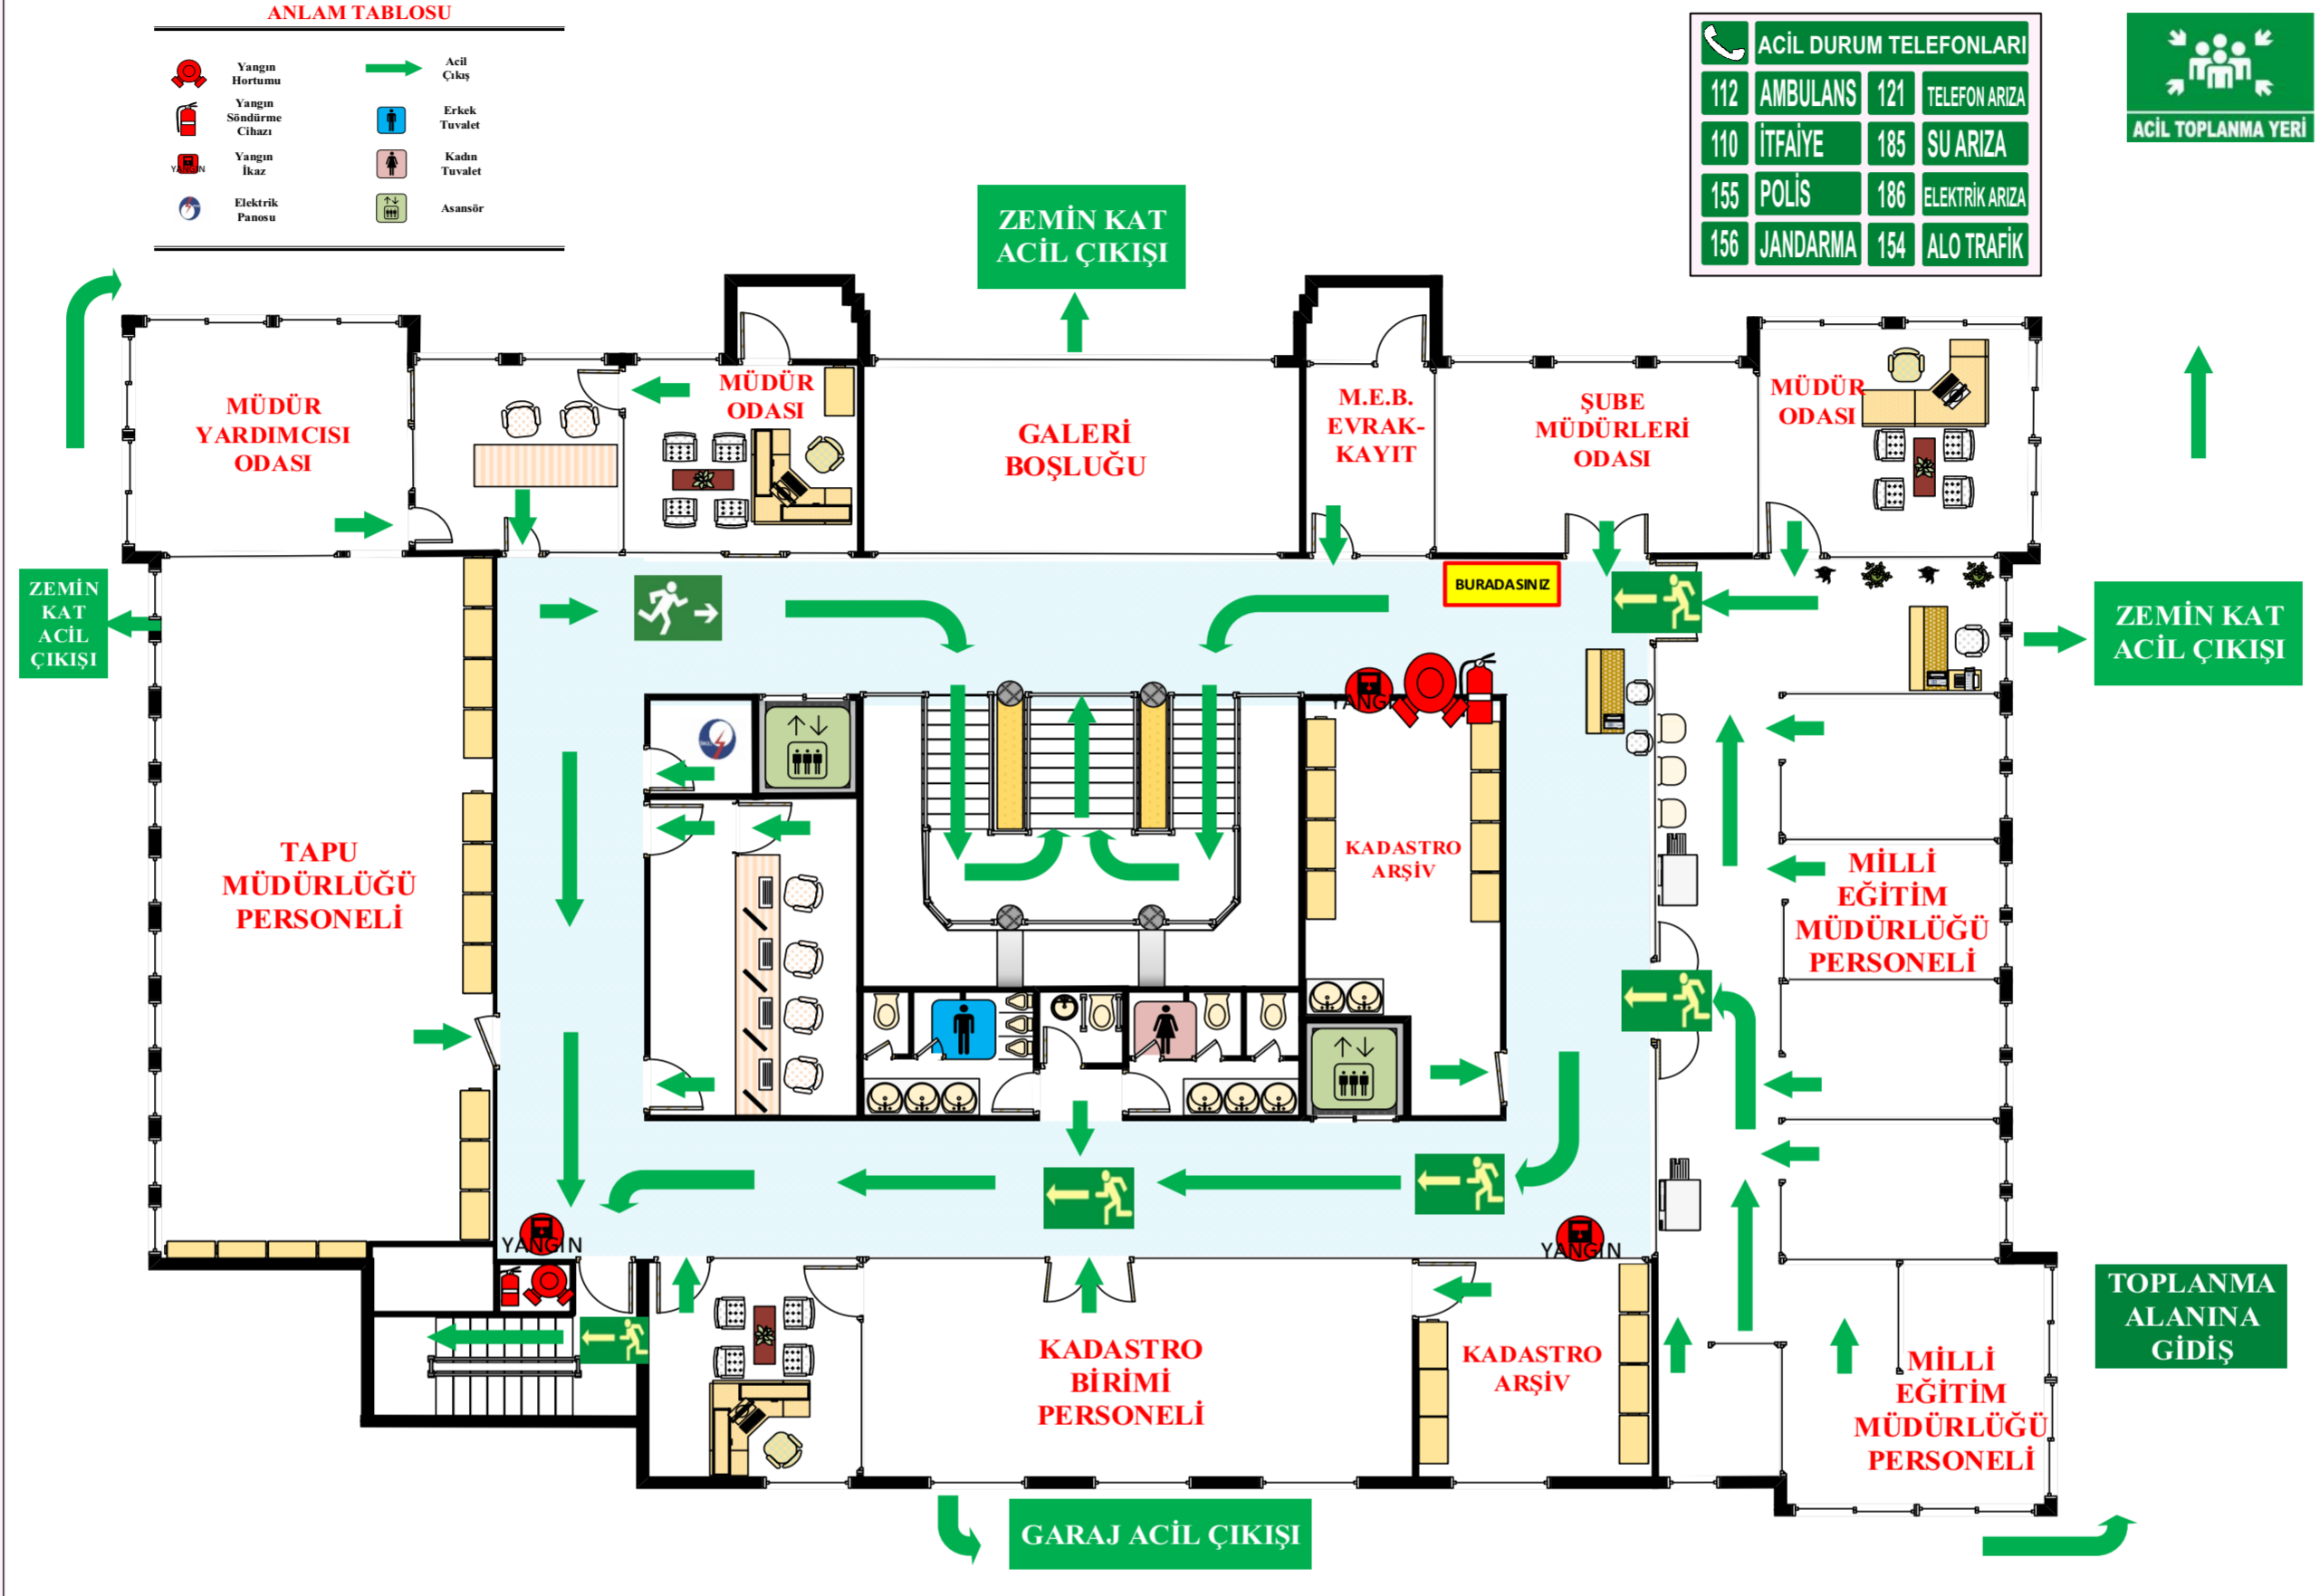 ANLAM TABLOSU
Yangın
Hortumu
Acil
Çıkış
Yangın
Söndürme
Cihazı
Erkek
Tuvalet
YANGIN
Yangın
İkaz
Kadın
Tuvalet
Elektrik
Panosu
Asansör
ACİL DURUM TELEFONLARI
112 AMBULANS 121 TELEFON ARIZA
110 İTFAİYE 185 SU ARIZA
155 POLİS 186 ELEKTRİK ARIZA
156 JANDARMA 154 ALO TRAFİK
ACİL TOPLANMA YERİ
ZEMİN KAT
ACİL ÇIKIŞI
MÜDÜR
YARDIMCISI
ODASI
MÜDÜR
ODASI
GALERİ
BOŞLUĞU
M.E.B.
EVRAK-
KAYIT
ŞUBE
MÜDÜRLERİ
ODASI
MÜDÜR
ODASI
ZEMİN
KAT
ACİL
ÇIKIŞI
BURADASINIZ
ZEMİN KAT
ACİL ÇIKIŞI
YANGI
TAPU
MÜDÜRLÜĞÜ
PERSONELİ
KADASTRO
ARŞİV
MİLLİ
EĞİTİM
MÜDÜRLÜĞÜ
PERSONELİ
YANGIN
YANGIN
KADASTRO
BİRİMİ
PERSONELİ
KADASTRO
ARŞİV
MİLLİ
EĞİTİM
MÜDÜRLÜĞÜ
PERSONELİ
TOPLANMA
ALANINA
GİDİŞ
GARAJ ACİL ÇIKIŞI